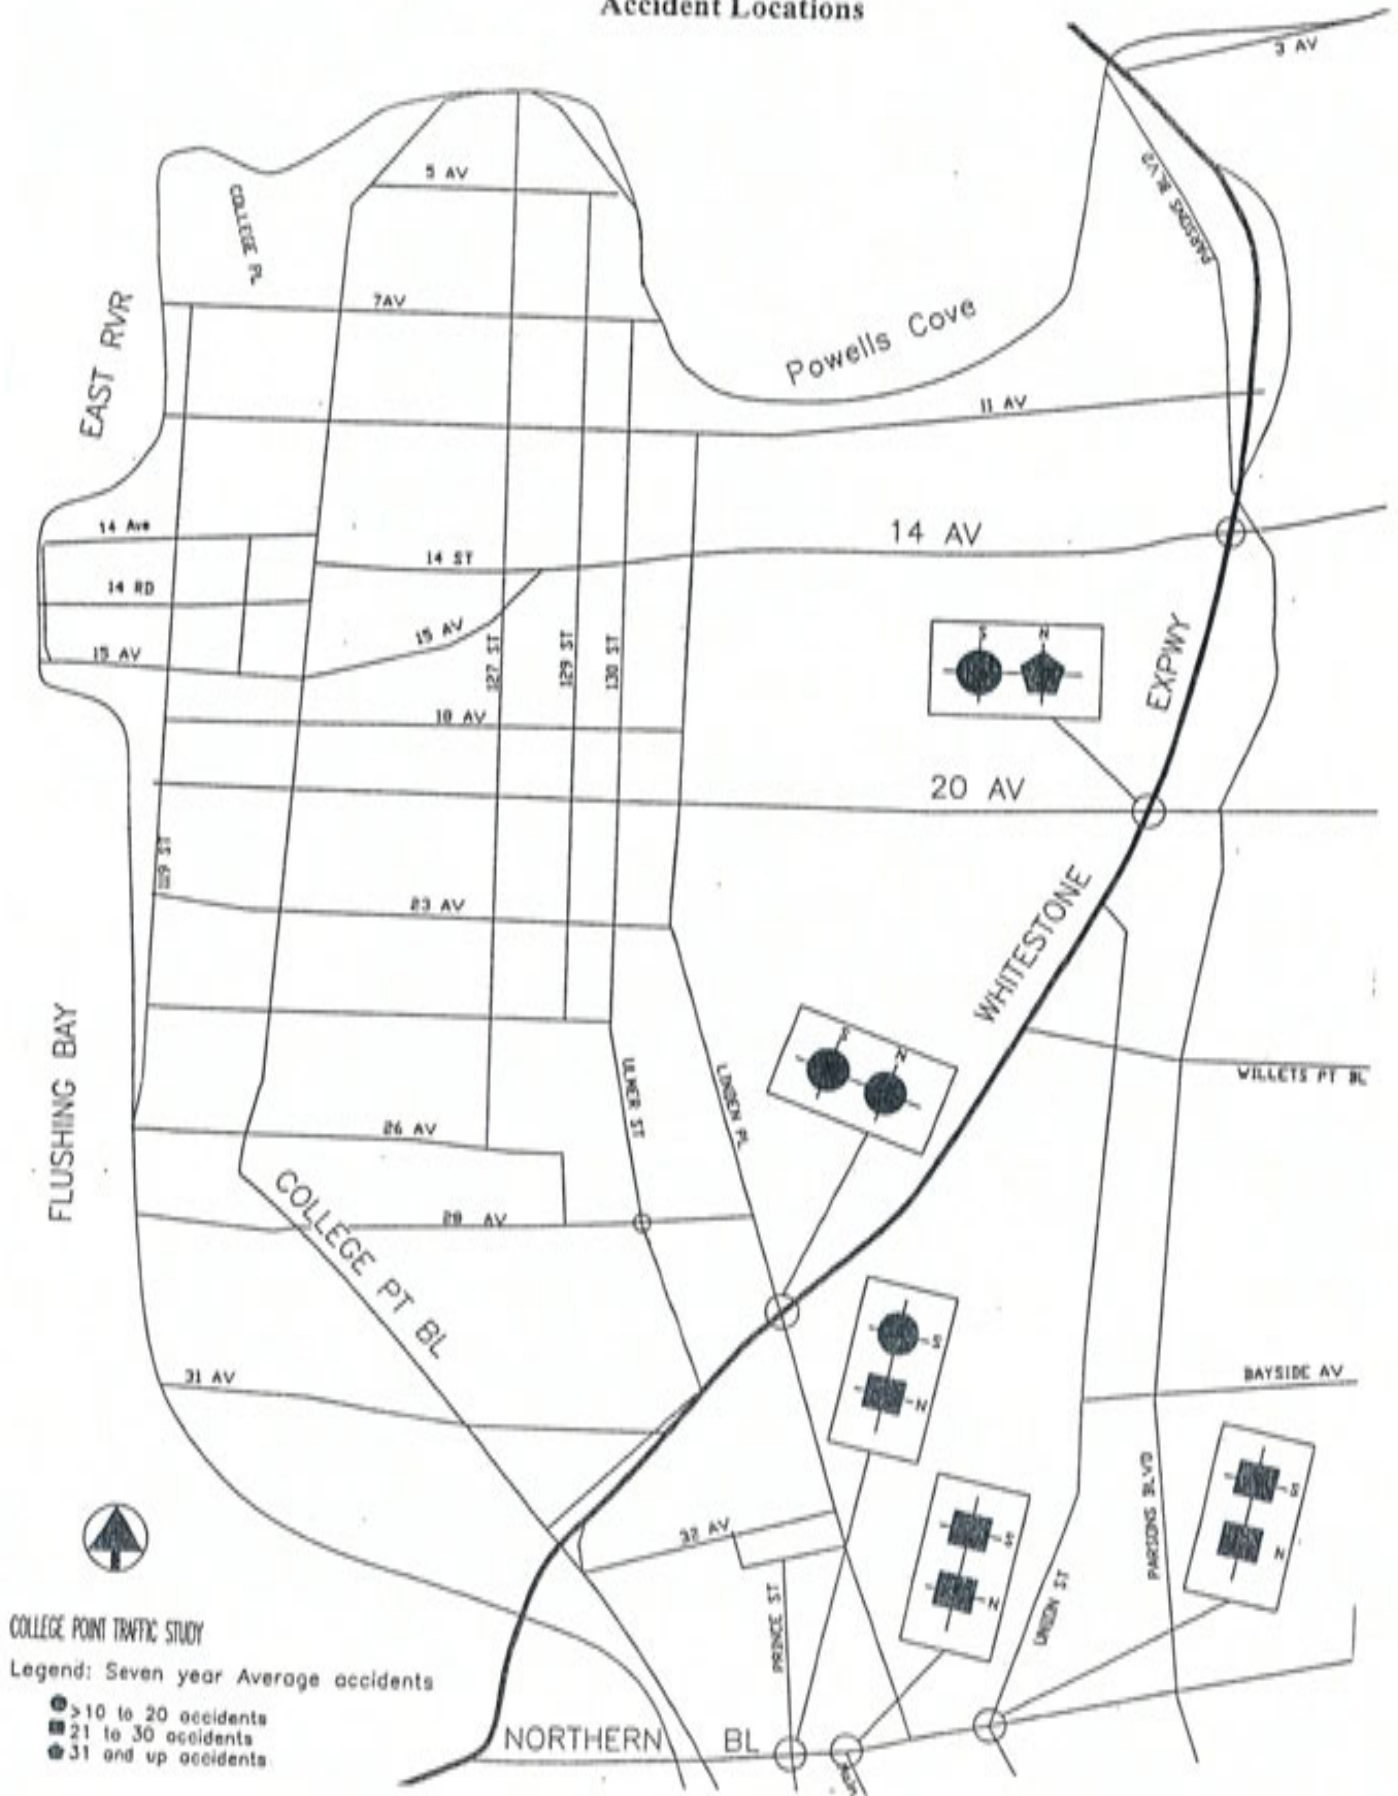 Accident Locations
3 AV
5 AV
COLLEGE PL
PARSONS BLVD
7AV
EAST RVR
Powells Cove
11 AV
14 Ave
14 AV
14 ST
14 RD
15 AV
15 AV
127 ST
129 ST
130 ST
S N
EXPWY
18 AV
20 AV
119 ST
23 AV
WHITESTONE
FLUSHING BAY
S
N
ULMER ST
LINDEN PL
WILLETS PT BL
26 AV
COLLEGE PT BL
28 AV
S
N
31 AV
BAYSIDE AV
PARSONS BLVD
S
N
S
N
32 AV
PRINCE ST
UNION ST
COLLEGE POINT TRAFFIC STUDY
Legend: Seven year Average accidents
>10 to 20 accidents
21 to 30 accidents
31 and up accidents
NORTHERN BL
Main